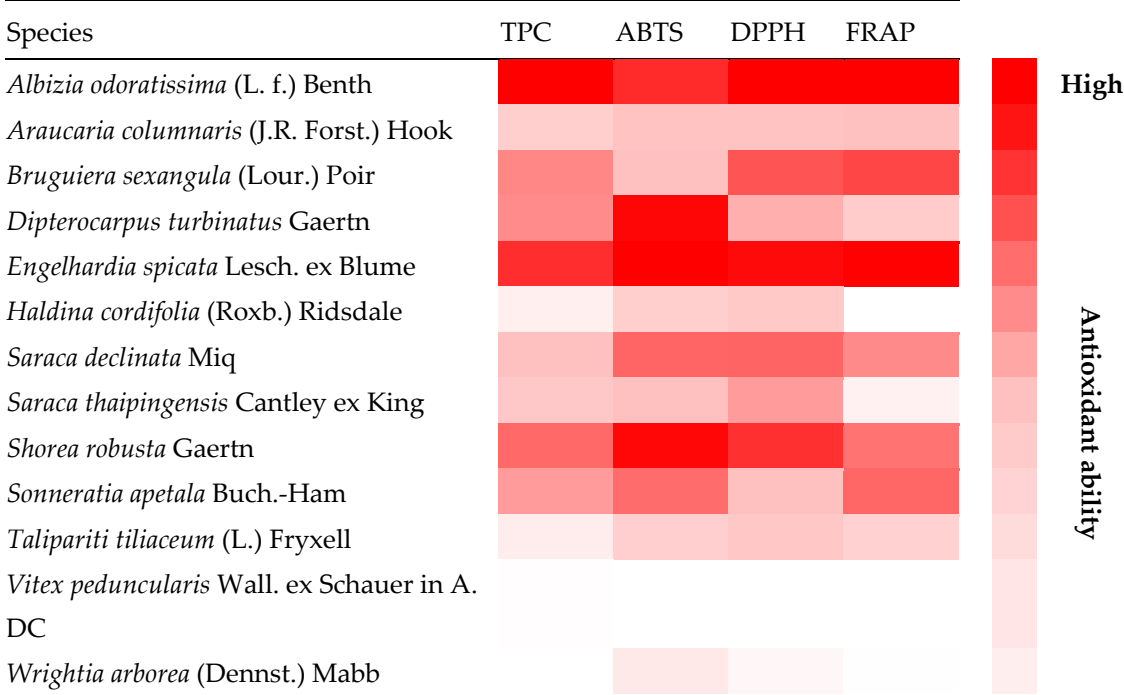 Species TPC ABTS DPPH FRAP
Albizia odoratissima (L. f.) Benth
High
Araucaria columnaris (J.R. Forst.) Hook
Bruguiera sexangula (Lour.) Poir
Dipterocarpus turbinatus Gaertn
Engelhardia spicata Lesch. ex Blume
Haldina cordifolia (Roxb.) Ridsdale
Saraca declinata Miq
Saraca thaipingensis Cantley ex King
Shorea robusta Gaertn
Sonneratia apetala Buch.-Ham
Talipariti tiliaceum (L.) Fryxell
Vitex peduncularis Wall. ex Schauer in A.
DC
Wrightia arborea (Dennst.) Mabb
Antioxidant ability